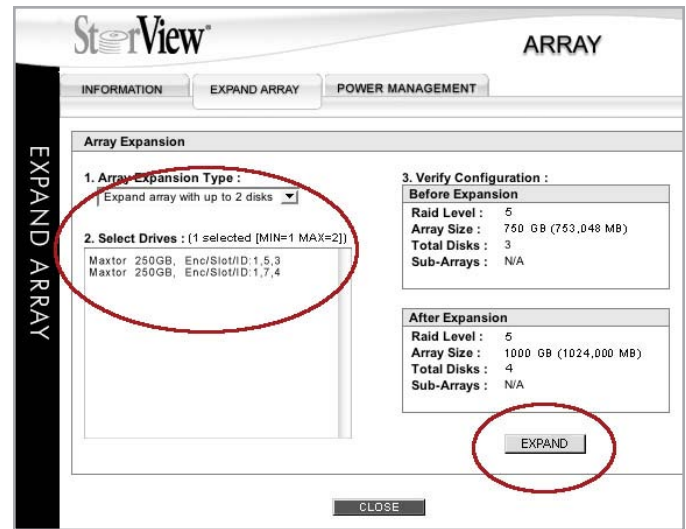 StorView
ARRAY
INFORMATION
EXPAND ARRAY
POWER MANAGEMENT
EXPAND ARRAY
Array Expansion
1. Array Expansion Type :
Expand array with up to 2 disks
2. Select Drives : (1 selected [MIN=1 MAX=2])
Maxtor 250GB, Enc/Slot/ID:1,5,3
Maxtor 250GB, Enc/Slot/ID:1,7,4
3. Verify Configuration :
Before Expansion
Raid Level : 5
Array Size : 750 GB (753,048 MB)
Total Disks : 3
Sub-Arrays : N/A
After Expansion
Raid Level : 5
Array Size : 1000 GB (1024,000 MB)
Total Disks : 4
Sub-Arrays : N/A
EXPAND
CLOSE